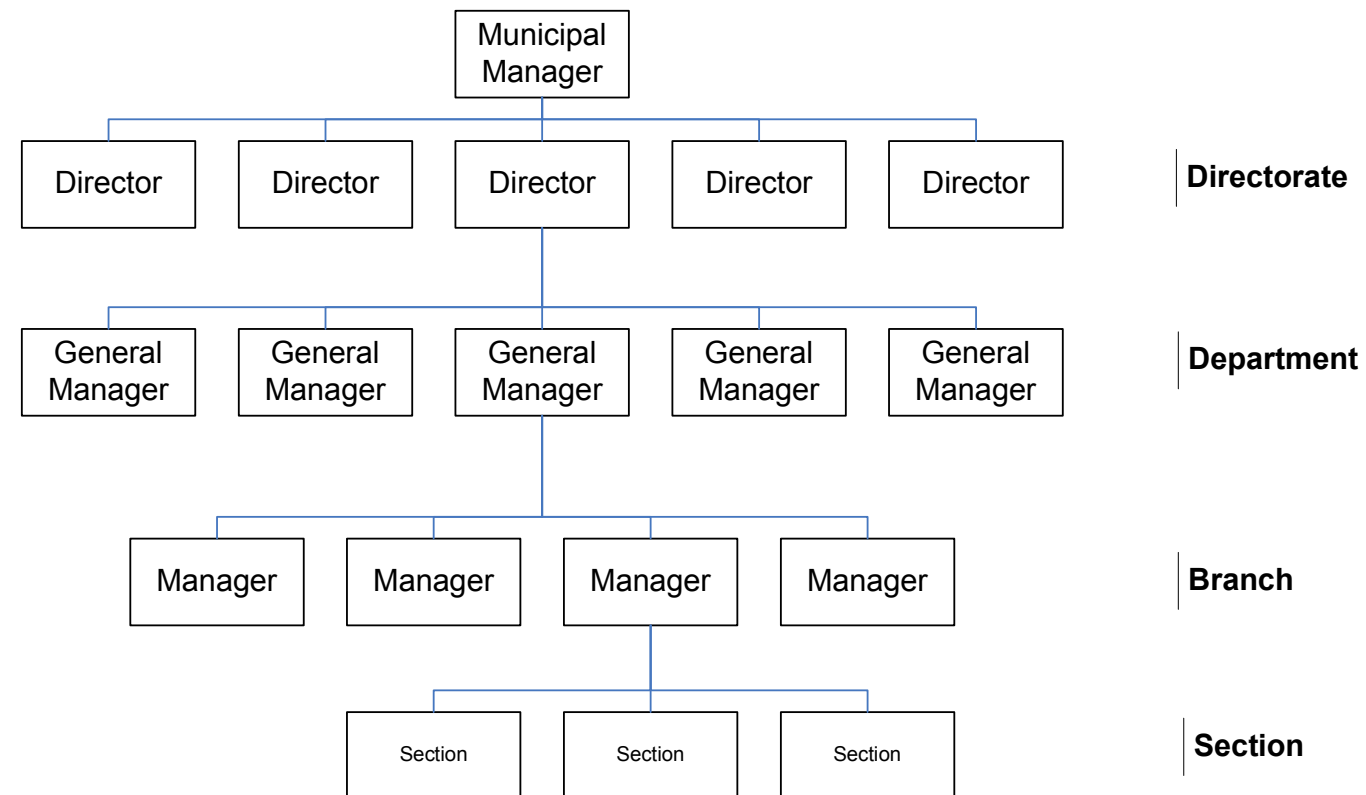 Municipal
Manager
Director
Director
Director
Director
Director
Directorate
General
Manager
General
Manager
General
Manager
General
Manager
General
Manager
Department
Manager
Manager
Manager
Manager
Branch
Section
Section
Section
Section